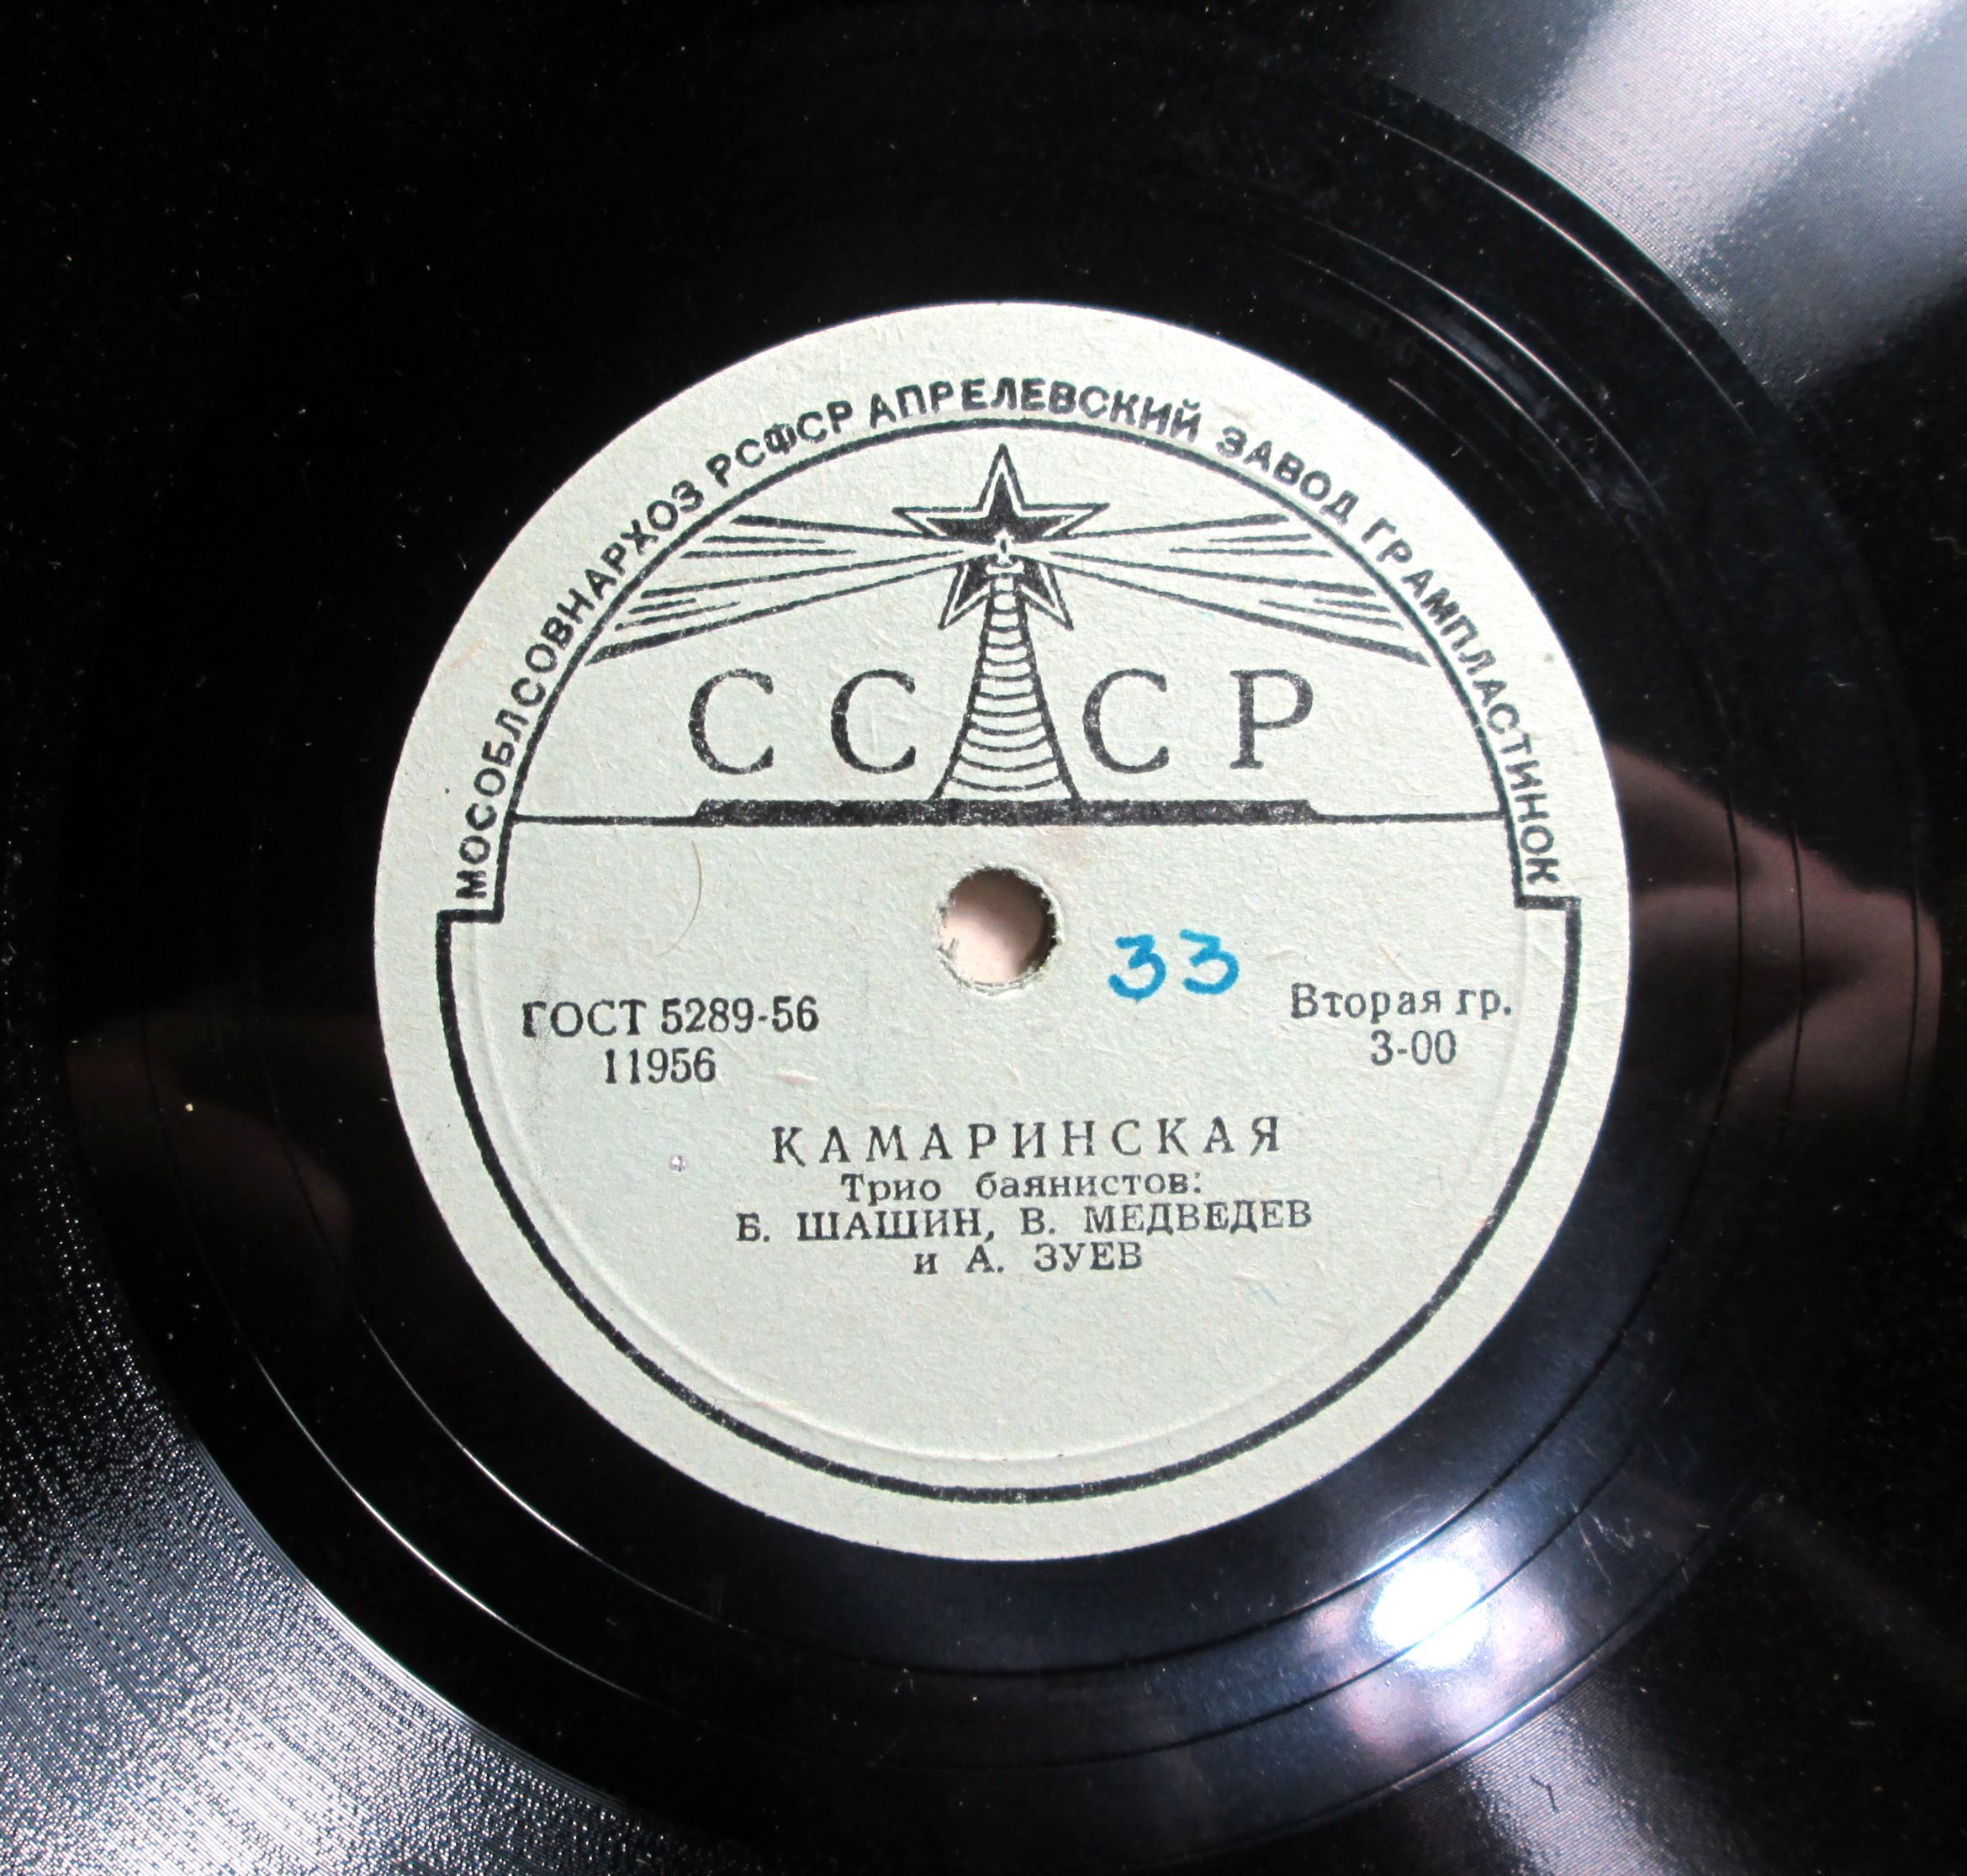 МОСОБЛСОВНАРХОЗ РСФСР АПРЕЛЕВСКИЙ ЗАВОД ГРАМПЛАСТИНОК
СССР
33
ГОСТ 5289-56
11956
Вторая гр.
3-00
КАМАРИНСКАЯ
Трио баянистов:
Б. ШАШИН, В. МЕДВЕДЕВ
и А. ЗУЕВ